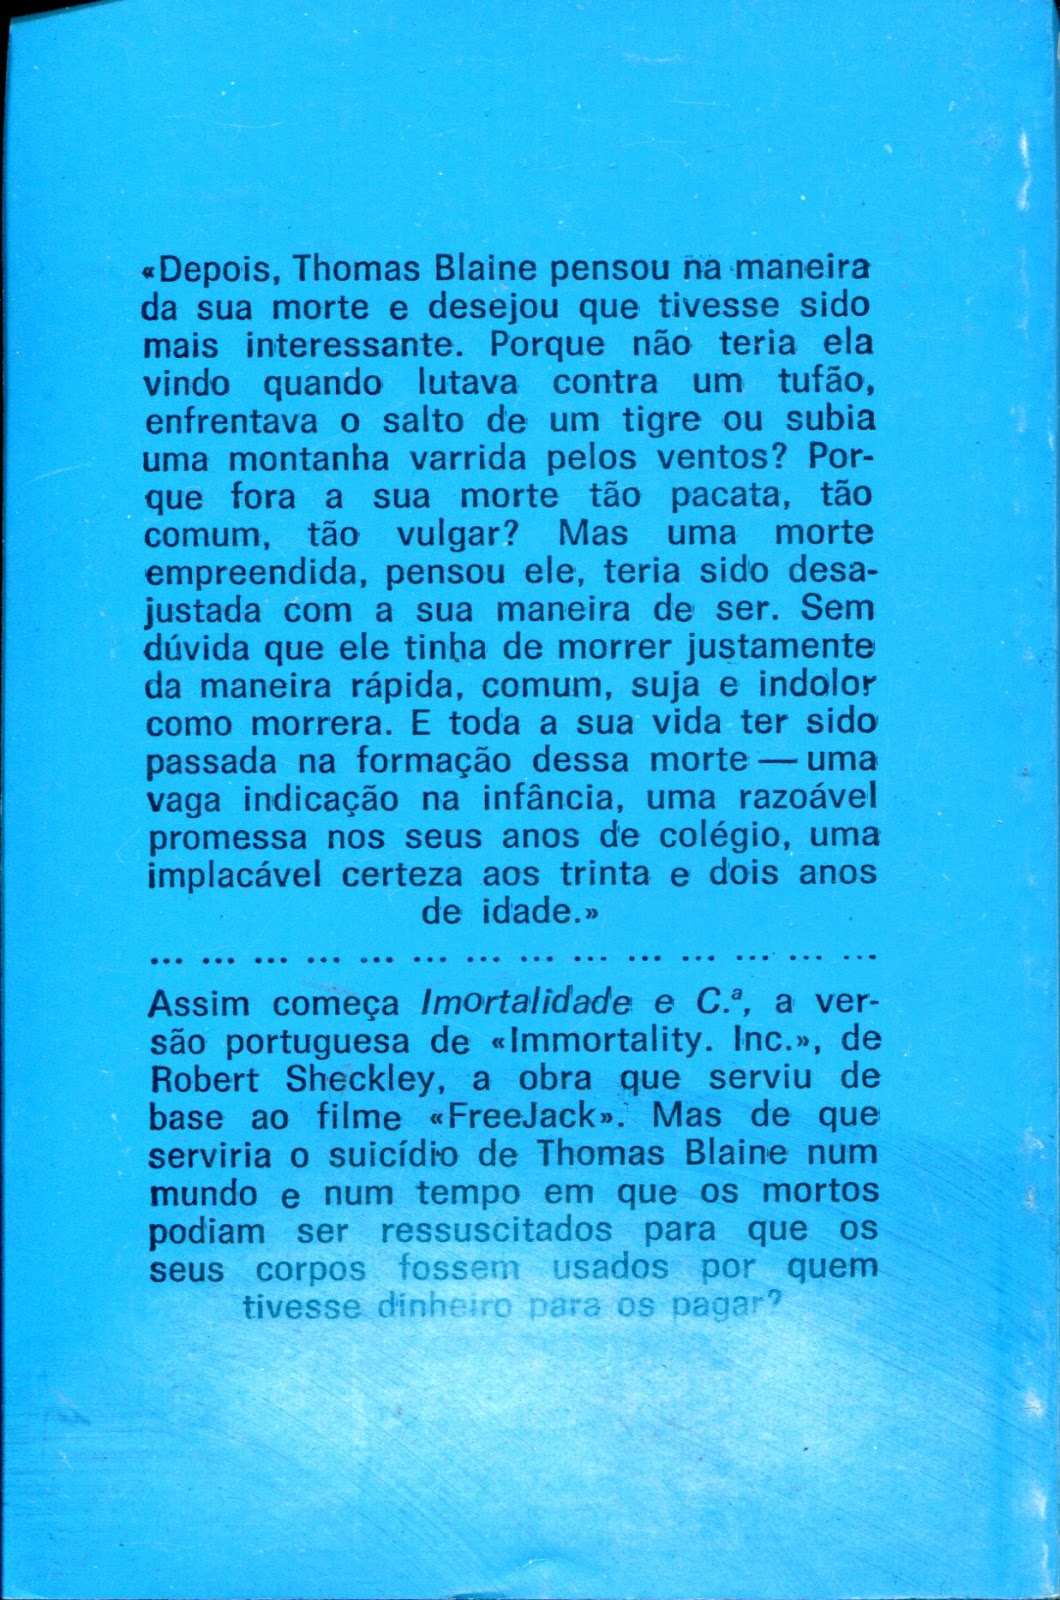 «Depois, Thomas Blaine pensou na maneira
da sua morte e desejou que tivesse sido
mais interessante. Porque não teria ela
vindo quando lutava contra um tufão,
enfrentava o salto de um tigre ou subia
uma montanha varrida pelos ventos? Por-
que fora a sua morte tão pacata, tão
comum, tão vulgar? Mas uma morte
empreendida, pensou ele, teria sido desa-
justada com a sua maneira de ser. Sem
dúvida que ele tinha de morrer justamente
da maneira rápida, comum, suja e indolor
como morrera. E toda a sua vida ter sido
passada na formação dessa morte — uma
vaga indicação na infância, uma razoável
promessa nos seus anos de colégio, uma
implacável certeza aos trinta e dois anos
de idade.»
... ... ... ... ... ... ... ... ... ... ... ... ... ...
Assim começa Imortalidade e C.ª, a ver-
são portuguesa de «Immortality. Inc.», de
Robert Sheckley, a obra que serviu de
base ao filme «FreeJack». Mas de que
serviria o suicídio de Thomas Blaine num
mundo e num tempo em que os mortos
podiam ser ressuscitados para que os
seus corpos fossem usados por quem
tivesse dinheiro para os pagar?